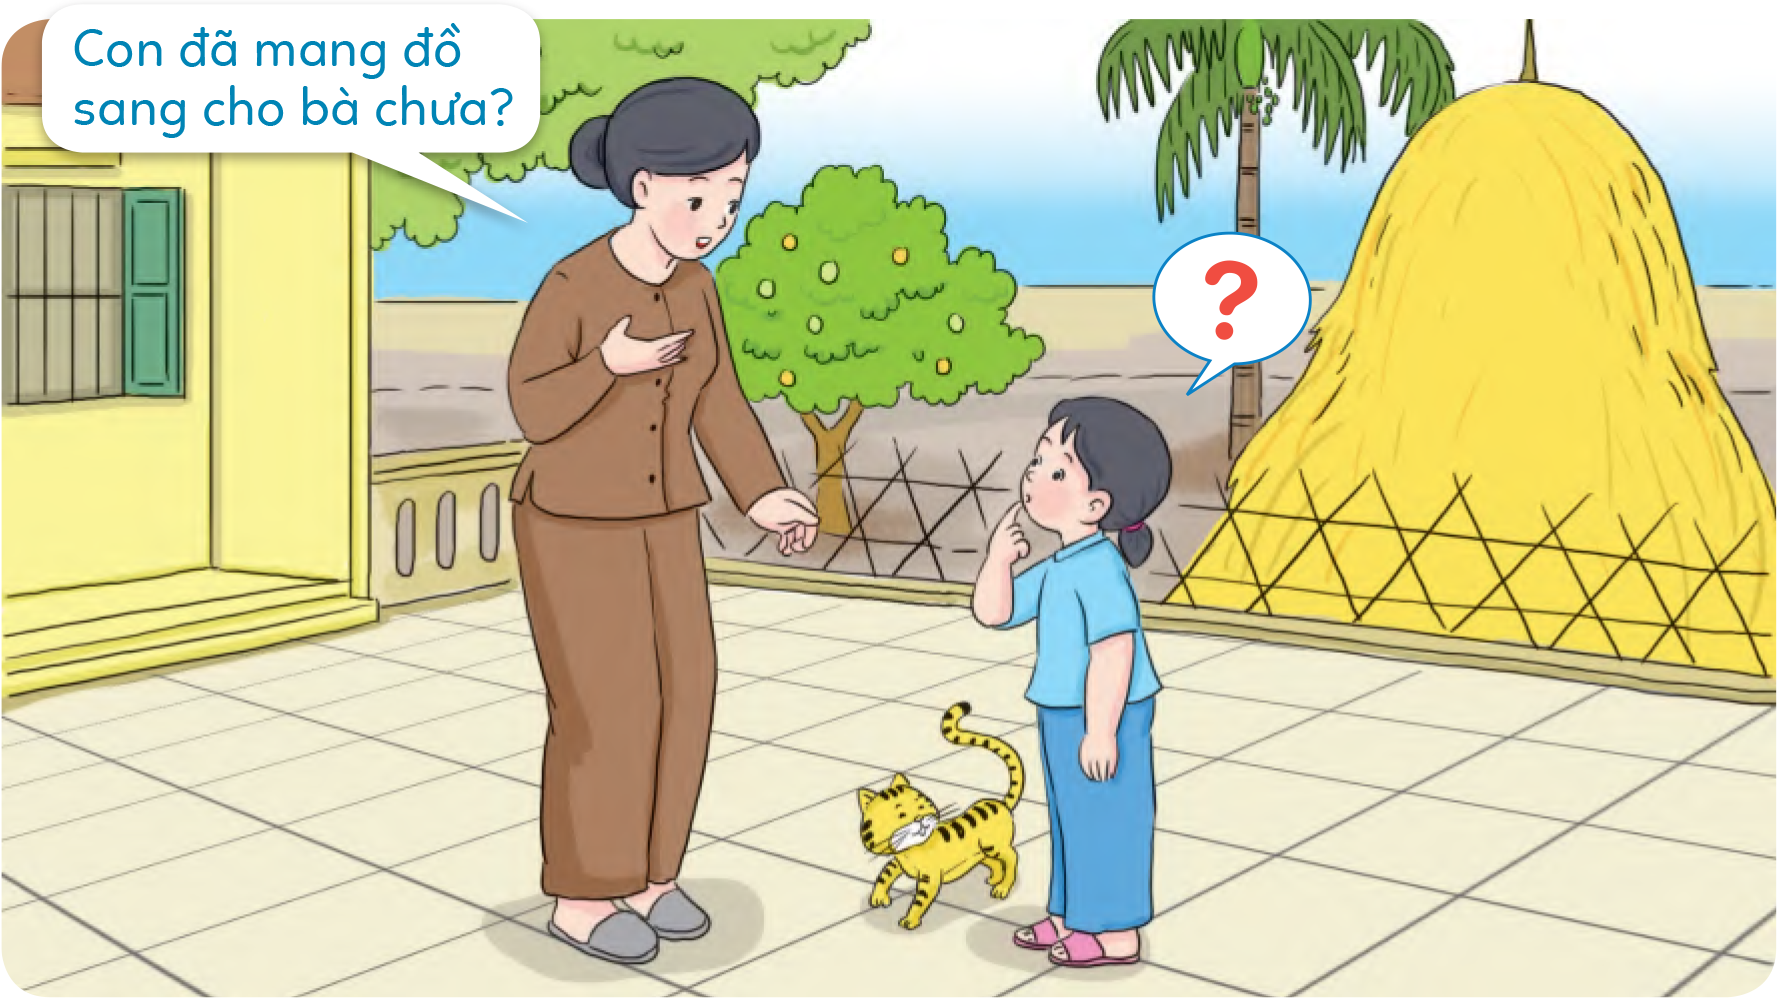 Con đã mang đồ
sang cho bà chưa?
?